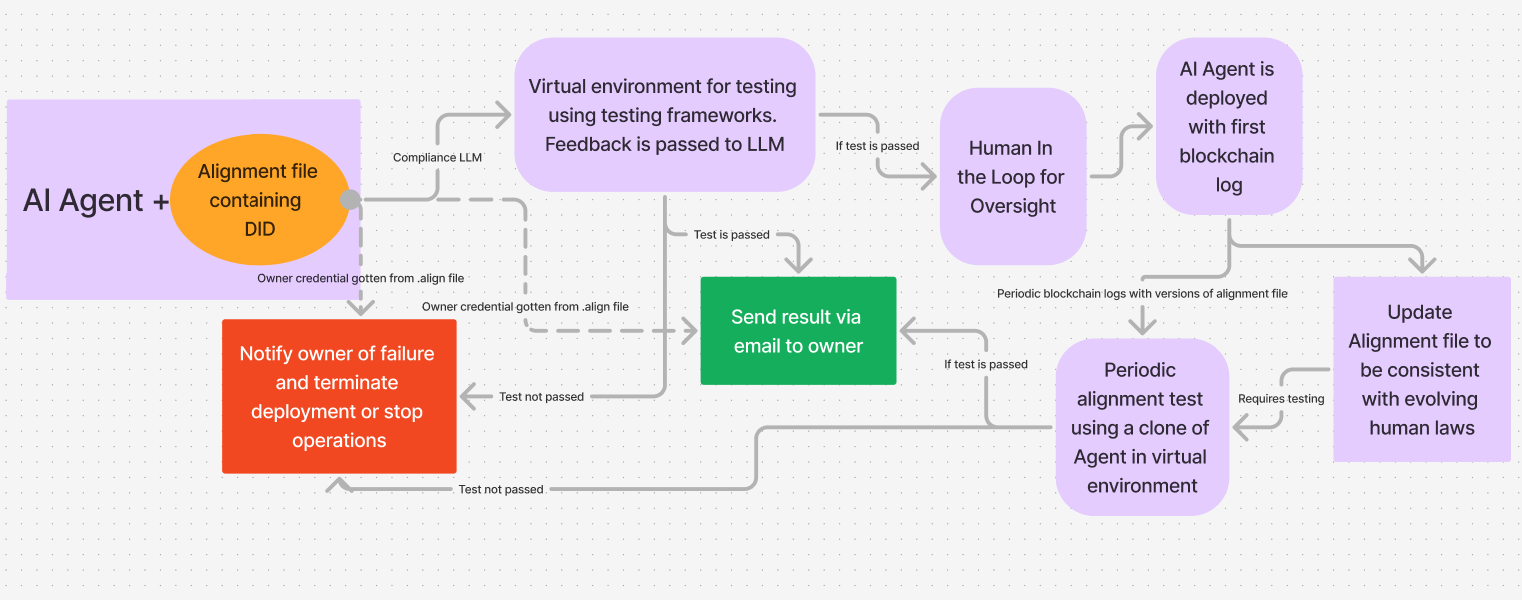 AI Agent +
Alignment file
containing
DID
Compliance LLM
Virtual environment for testing
using testing frameworks.
Feedback is passed to LLM
If test is passed
Human In
the Loop for
Oversight
AI Agent is
deployed
with first
blockchain
log
Owner credential gotten from .align file
Owner credential gotten from .align file
Test is passed
Send result via
email to owner
Notify owner of failure
and terminate
deployment or stop
operations
Test not passed
Test not passed
If test is passed
Periodic blockchain logs with versions of alignment file
Periodic
alignment test
using a clone of
Agent in virtual
environment
Requires testing
Update
Alignment file to
be consistent
with evolving
human laws